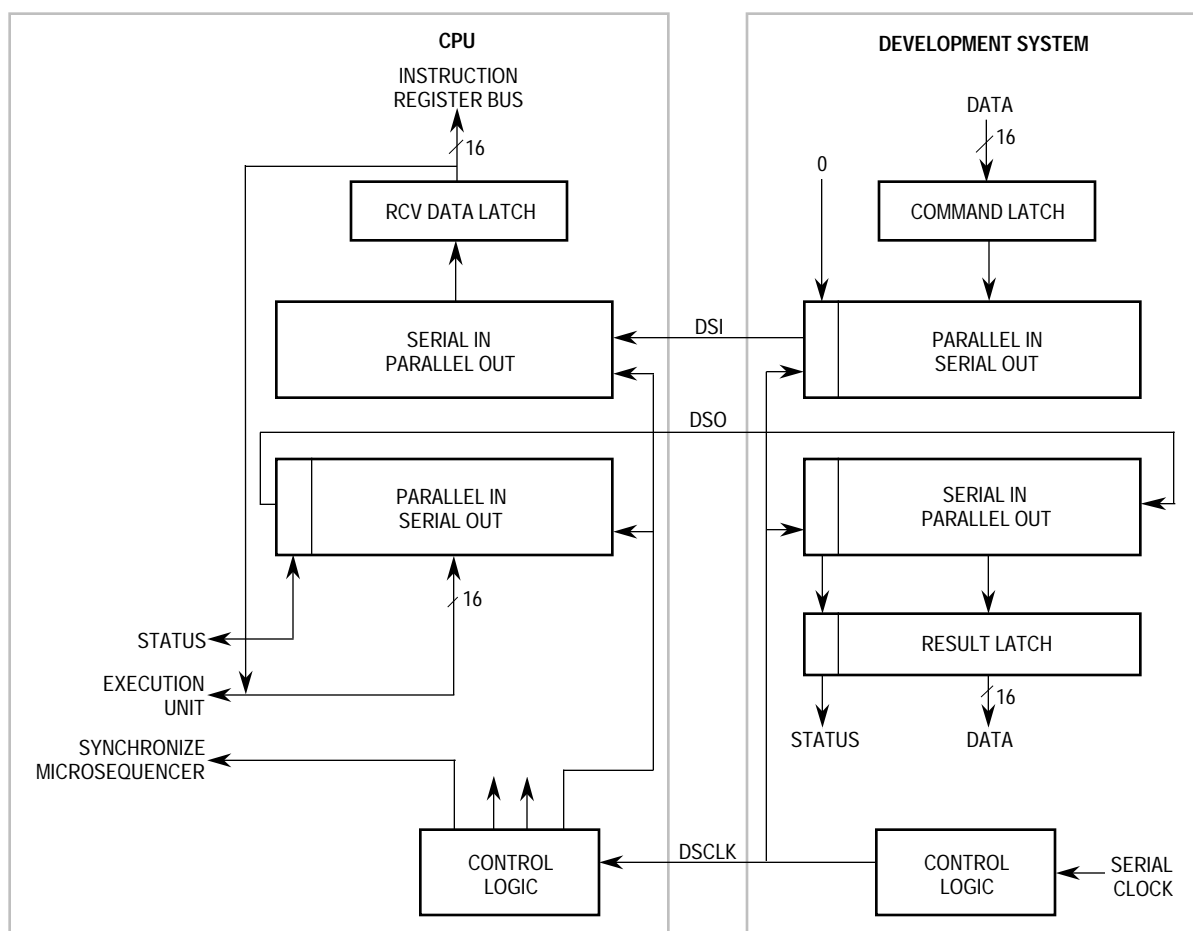 CPU
INSTRUCTION
REGISTER BUS
16
RCV DATA LATCH
SERIAL IN
PARALLEL OUT
PARALLEL IN
SERIAL OUT
16
STATUS
EXECUTION
UNIT
SYNCHRONIZE
MICROSEQUENCER
CONTROL
LOGIC
DSI
DSO
DSCLK
DEVELOPMENT SYSTEM
DATA
16
0
COMMAND LATCH
PARALLEL IN
SERIAL OUT
SERIAL IN
PARALLEL OUT
RESULT LATCH
16
STATUS
DATA
CONTROL
LOGIC
SERIAL
CLOCK